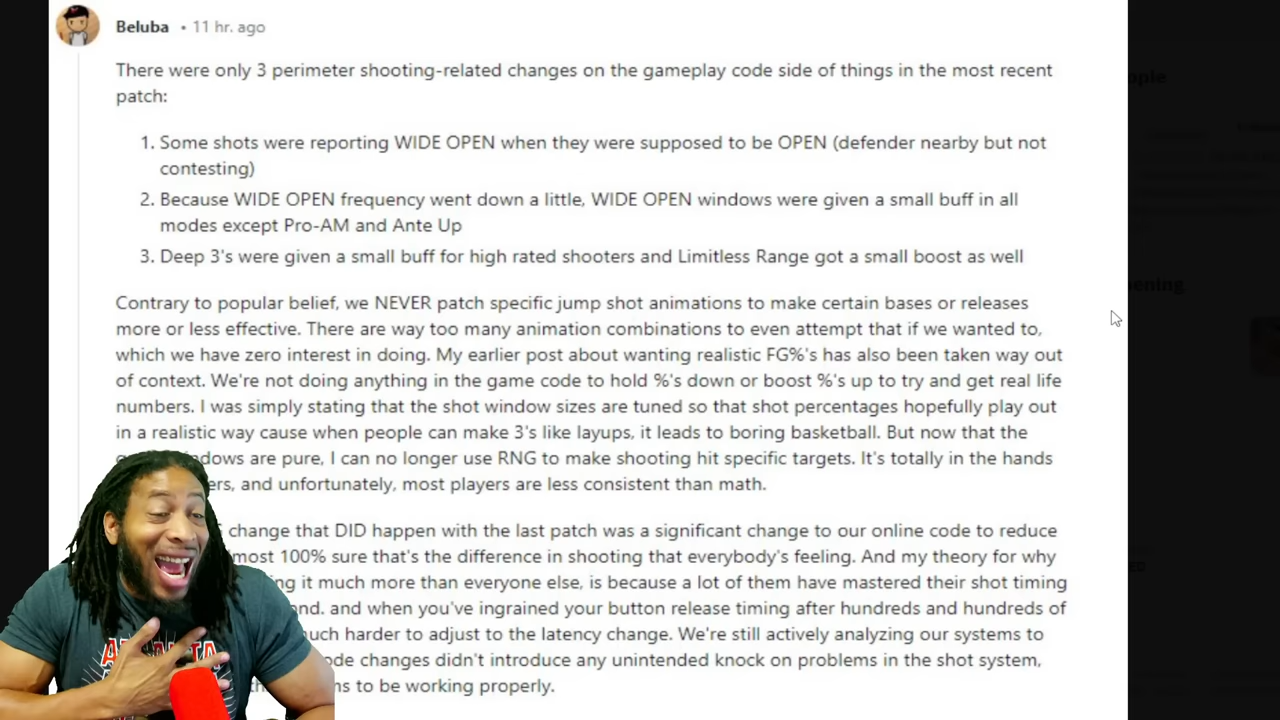 Beluba • 11 hr. ago
There were only 3 perimeter shooting-related changes on the gameplay code side of things in the most recent
patch:
1. Some shots were reporting WIDE OPEN when they were supposed to be OPEN (defender nearby but not
contesting)
2. Because WIDE OPEN frequency went down a little, WIDE OPEN windows were given a small buff in all
modes except Pro-AM and Ante Up
3. Deep 3's were given a small buff for high rated shooters and Limitless Range got a small boost as well
Contrary to popular belief, we NEVER patch specific jump shot animations to make certain bases or releases
more or less effective. There are way too many animation combinations to even attempt that if we wanted to,
which we have zero interest in doing. My earlier post about wanting realistic FG%'s has also been taken way out
of context. We're not doing anything in the game code to hold %'s down or boost %'s up to try and get real life
numbers. I was simply stating that the shot window sizes are tuned so that shot percentages hopefully play out
in a realistic way cause when people can make 3's like layups, it leads to boring basketball. But now that the
are pure, I can no longer use RNG to make shooting hit specific targets. It's totally in the hands
and unfortunately, most players are less consistent than math.
change that DID happen with the last patch was a significant change to our online code to reduce
100% sure that's the difference in shooting that everybody's feeling. And my theory for why
it much more than everyone else, is because a lot of them have mastered their shot timing
and when you've ingrained your button release timing after hundreds and hundreds of
much harder to adjust to the latency change. We're still actively analyzing our systems to
changes didn't introduce any unintended knock on problems in the shot system,
to be working properly.